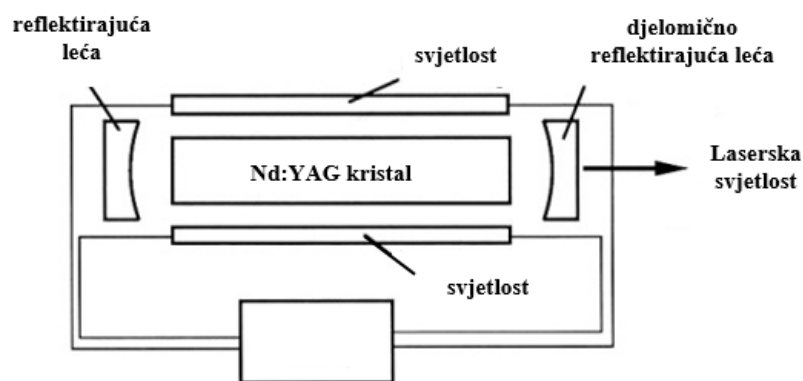 reflektirajuća
leća
svjetlost
djelomično
reflektirajuća leća
Nd:YAG kristal
Laserska
svjetlost
svjetlost